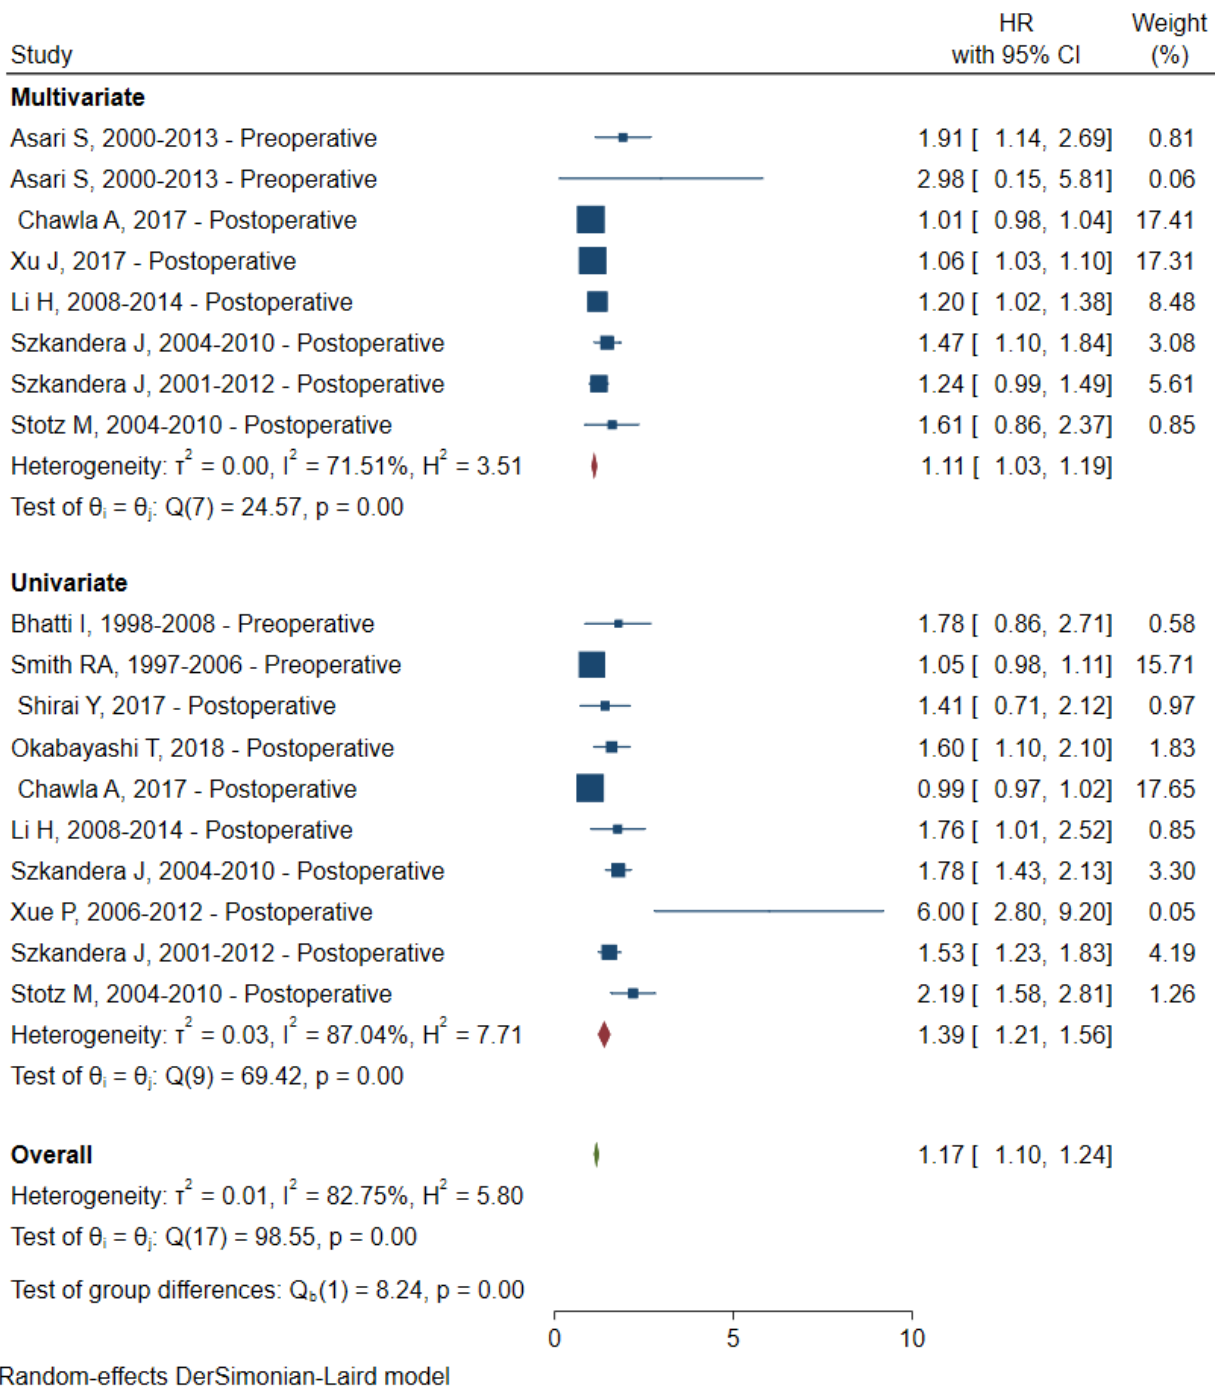 HR Weight
Study with 95% CI (%)
Multivariate
Asari S, 2000-2013 - Preoperative 1.91 [ 1.14, 2.69] 0.81
Asari S, 2000-2013 - Preoperative 2.98 [ 0.15, 5.81] 0.06
Chawla A, 2017 - Postoperative 1.01 [ 0.98, 1.04] 17.41
Xu J, 2017 - Postoperative 1.06 [ 1.03, 1.10] 17.31
Li H, 2008-2014 - Postoperative 1.20 [ 1.02, 1.38] 8.48
Szkandera J, 2004-2010 - Postoperative 1.47 [ 1.10, 1.84] 3.08
Szkandera J, 2001-2012 - Postoperative 1.24 [ 0.99, 1.49] 5.61
Stotz M, 2004-2010 - Postoperative 1.61 [ 0.86, 2.37] 0.85
Heterogeneity: τ² = 0.00, I² = 71.51%, H² = 3.51 1.11 [ 1.03, 1.19]
Test of θᵢ = θⱼ: Q(7) = 24.57, p = 0.00
Univariate
Bhatti I, 1998-2008 - Preoperative 1.78 [ 0.86, 2.71] 0.58
Smith RA, 1997-2006 - Preoperative 1.05 [ 0.98, 1.11] 15.71
Shirai Y, 2017 - Postoperative 1.41 [ 0.71, 2.12] 0.97
Okabayashi T, 2018 - Postoperative 1.60 [ 1.10, 2.10] 1.83
Chawla A, 2017 - Postoperative 0.99 [ 0.97, 1.02] 17.65
Li H, 2008-2014 - Postoperative 1.76 [ 1.01, 2.52] 0.85
Szkandera J, 2004-2010 - Postoperative 1.78 [ 1.43, 2.13] 3.30
Xue P, 2006-2012 - Postoperative 6.00 [ 2.80, 9.20] 0.05
Szkandera J, 2001-2012 - Postoperative 1.53 [ 1.23, 1.83] 4.19
Stotz M, 2004-2010 - Postoperative 2.19 [ 1.58, 2.81] 1.26
Heterogeneity: τ² = 0.03, I² = 87.04%, H² = 7.71 1.39 [ 1.21, 1.56]
Test of θᵢ = θⱼ: Q(9) = 69.42, p = 0.00
Overall 1.17 [ 1.10, 1.24]
Heterogeneity: τ² = 0.01, I² = 82.75%, H² = 5.80
Test of θᵢ = θⱼ: Q(17) = 98.55, p = 0.00
Test of group differences: Q_b(1) = 8.24, p = 0.00
0 5 10
Random-effects DerSimonian-Laird model